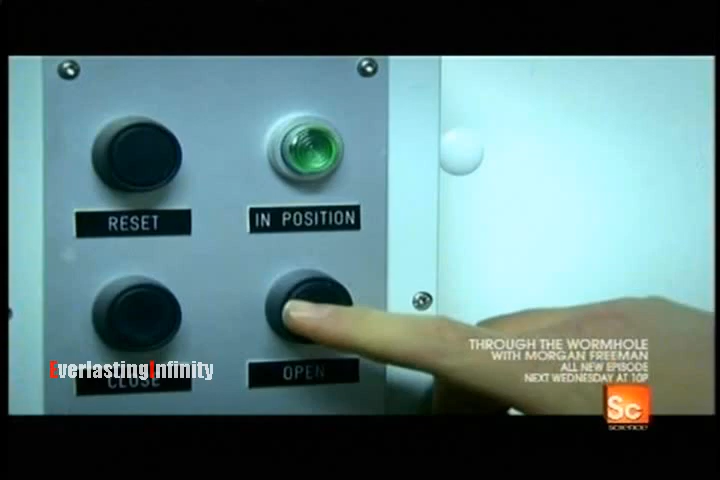 RESET
IN POSITION
EverlastingInfinity
CLOSE
OPEN
THROUGH THE WORMHOLE
WITH MORGAN FREEMAN
ALL NEW EPISODE
NEXT WEDNESDAY AT 10P
Sc
SCIENCE